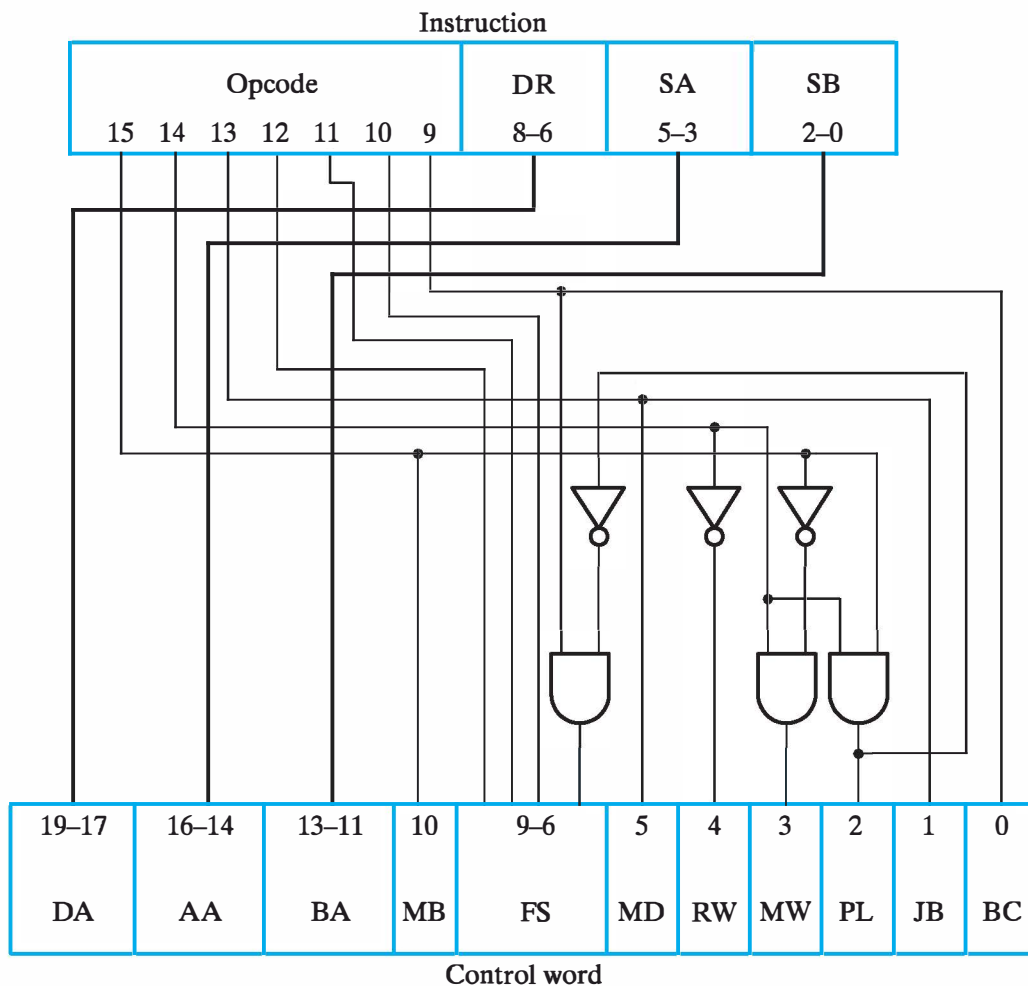 Instruction
Opcode DR SA SB
15 14 13 12 11 10 9 8–6 5–3 2–0
19–17 16–14 13–11 10 9–6 5 4 3 2 1 0
DA AA BA MB FS MD RW MW PL JB BC
Control word